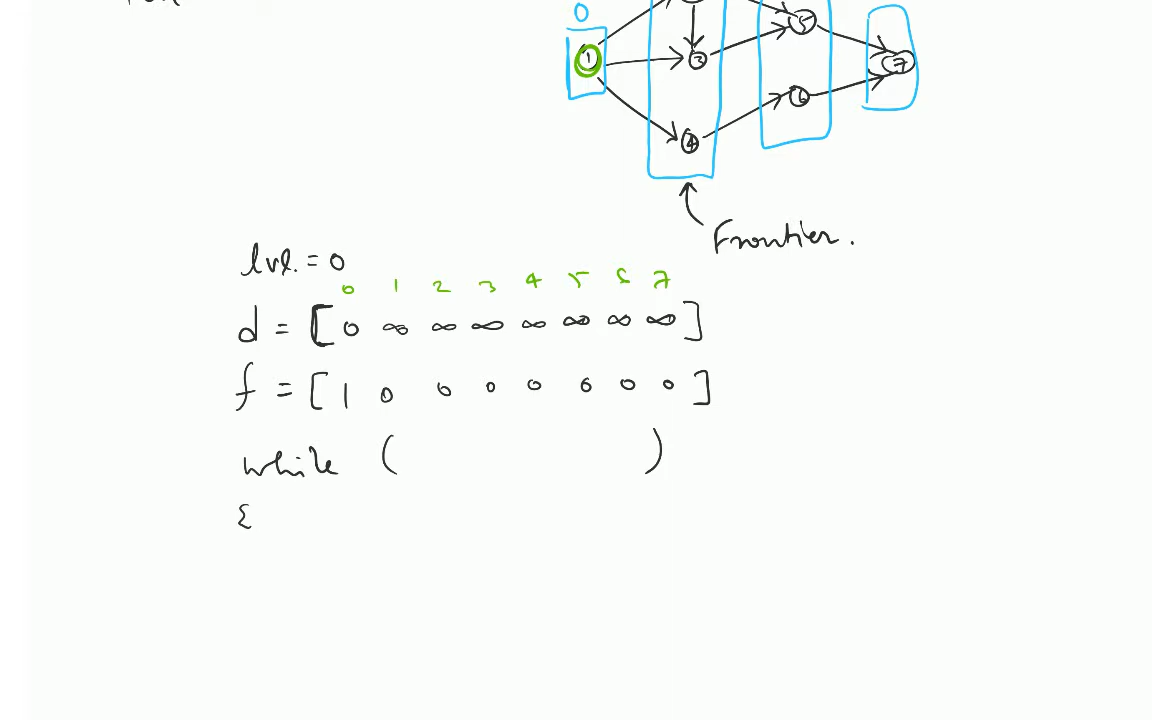 0
5
1
3
7
6
4
Frontier.
lvl. = 0
0 1 2 3 4 5 6 7
d = [ 0 ∞ ∞ ∞ ∞ ∞ ∞ ∞ ]
f = [ 1 0 0 0 0 0 0 0 ]
while ( )
{